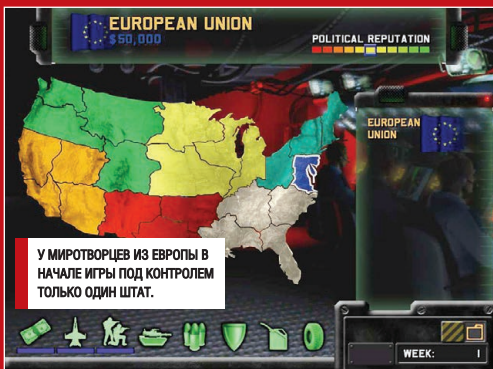 EUROPEAN UNION
$50,000
POLITICAL REPUTATION
EUROPEAN
UNION
У МИРОТВОРЦЕВ ИЗ ЕВРОПЫ В
НАЧАЛЕ ИГРЫ ПОД КОНТРОЛЕМ
ТОЛЬКО ОДИН ШТАТ.
WEEK: 1